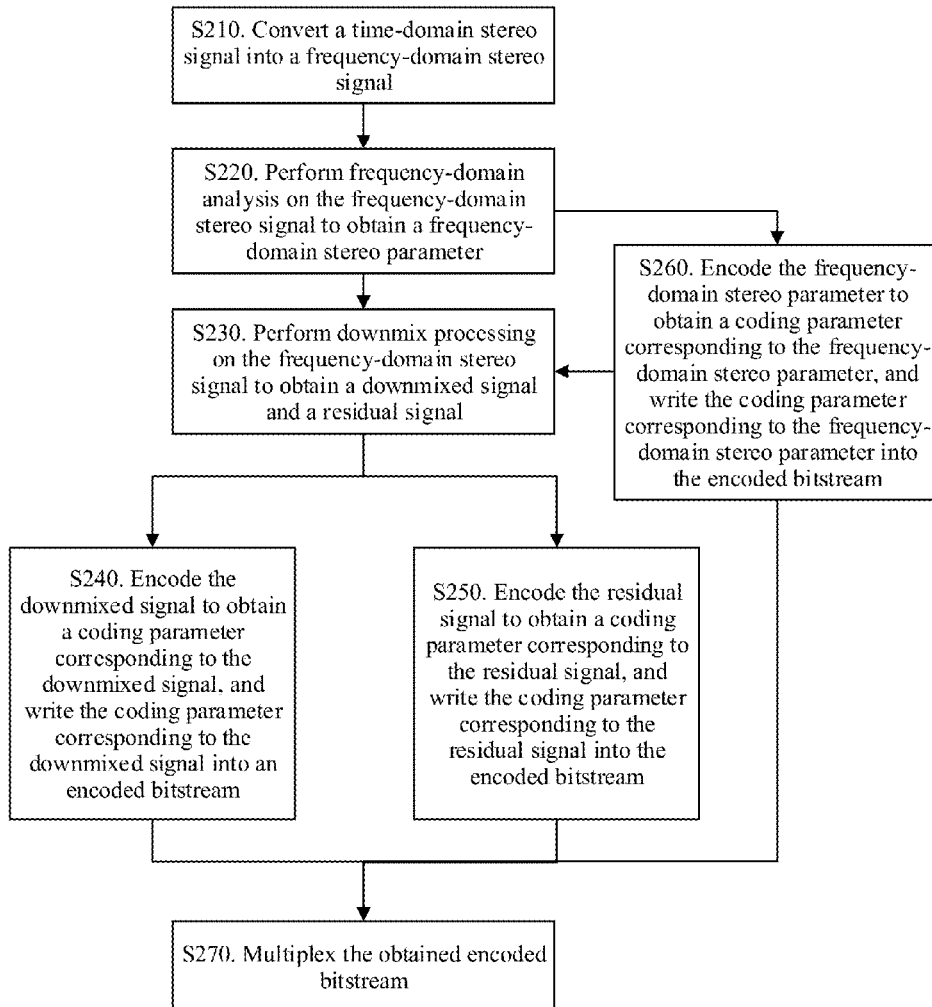 S210. Convert a time-domain stereo
signal into a frequency-domain stereo
signal
S220. Perform frequency-domain
analysis on the frequency-domain
stereo signal to obtain a frequency-
domain stereo parameter
S230. Perform downmix processing
on the frequency-domain stereo
signal to obtain a downmixed signal
and a residual signal
S260. Encode the frequency-
domain stereo parameter to
obtain a coding parameter
corresponding to the frequency-
domain stereo parameter, and
write the coding parameter
corresponding to the frequency-
domain stereo parameter into
the encoded bitstream
S240. Encode the
downmixed signal to obtain
a coding parameter
corresponding to the
downmixed signal, and
write the coding parameter
corresponding to the
downmixed signal into an
encoded bitstream
S250. Encode the residual
signal to obtain a coding
parameter corresponding to
the residual signal, and
write the coding parameter
corresponding to the
residual signal into the
encoded bitstream
S270. Multiplex the obtained encoded
bitstream